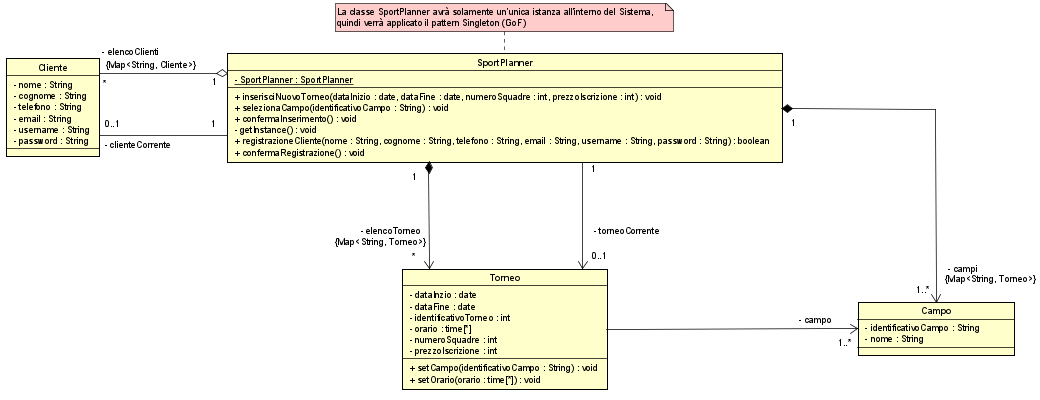 La classe SportPlanner avrà solamente un'unica istanza all'interno del Sistema,
quindi verrà applicato il pattern Singleton (GoF)
- elencoClienti
{Map<String, Cliente>}
*
1
0..1
1
- clienteCorrente
Cliente
- nome : String
- cognome : String
- telefono : String
- email : String
- username : String
- password : String
SportPlanner
- SportPlanner : SportPlanner
+ inserisciNuovoTorneo(dataInizio : date, dataFine : date, numeroSquadre : int, prezzoIscrizione : int) : void
+ selezionaCampo(identificativoCampo : String) : void
+ confermaInserimento() : void
- getInstance() : void
+ registrazioneCliente(nome : String, cognome : String, telefono : String, email : String, username : String, password : String) : boolean
+ confermaRegistrazione() : void
1
1
1
- elencoTorneo
{Map<String, Torneo>}
*
- torneoCorrente
0..1
- campi
{Map<String, Torneo>}
1..*
Torneo
- dataInzio : date
- dataFine : date
- identificativoTorneo : int
- orario : time[*]
- numeroSquadre : int
- prezzoIscrizione : int
+ setCampo(identificativoCampo : String) : void
+ setOrario(orario : time[*]) : void
- campo
1..*
Campo
- identificativoCampo : String
- nome : String